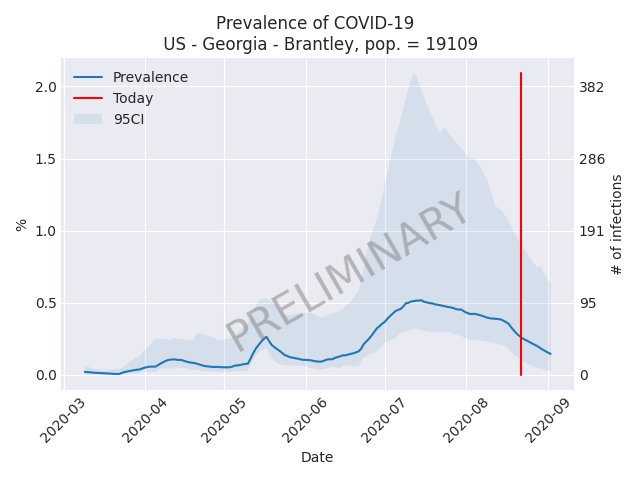 Prevalence of COVID-19
US - Georgia - Brantley, pop. = 19109
Prevalence
Today
95CI
PRELIMINARY
2.0
1.5
1.0
0.5
0.0
%
382
286
191
95
0
# of infections
2020-03
2020-04
2020-05
2020-06
2020-07
2020-08
2020-09
Date